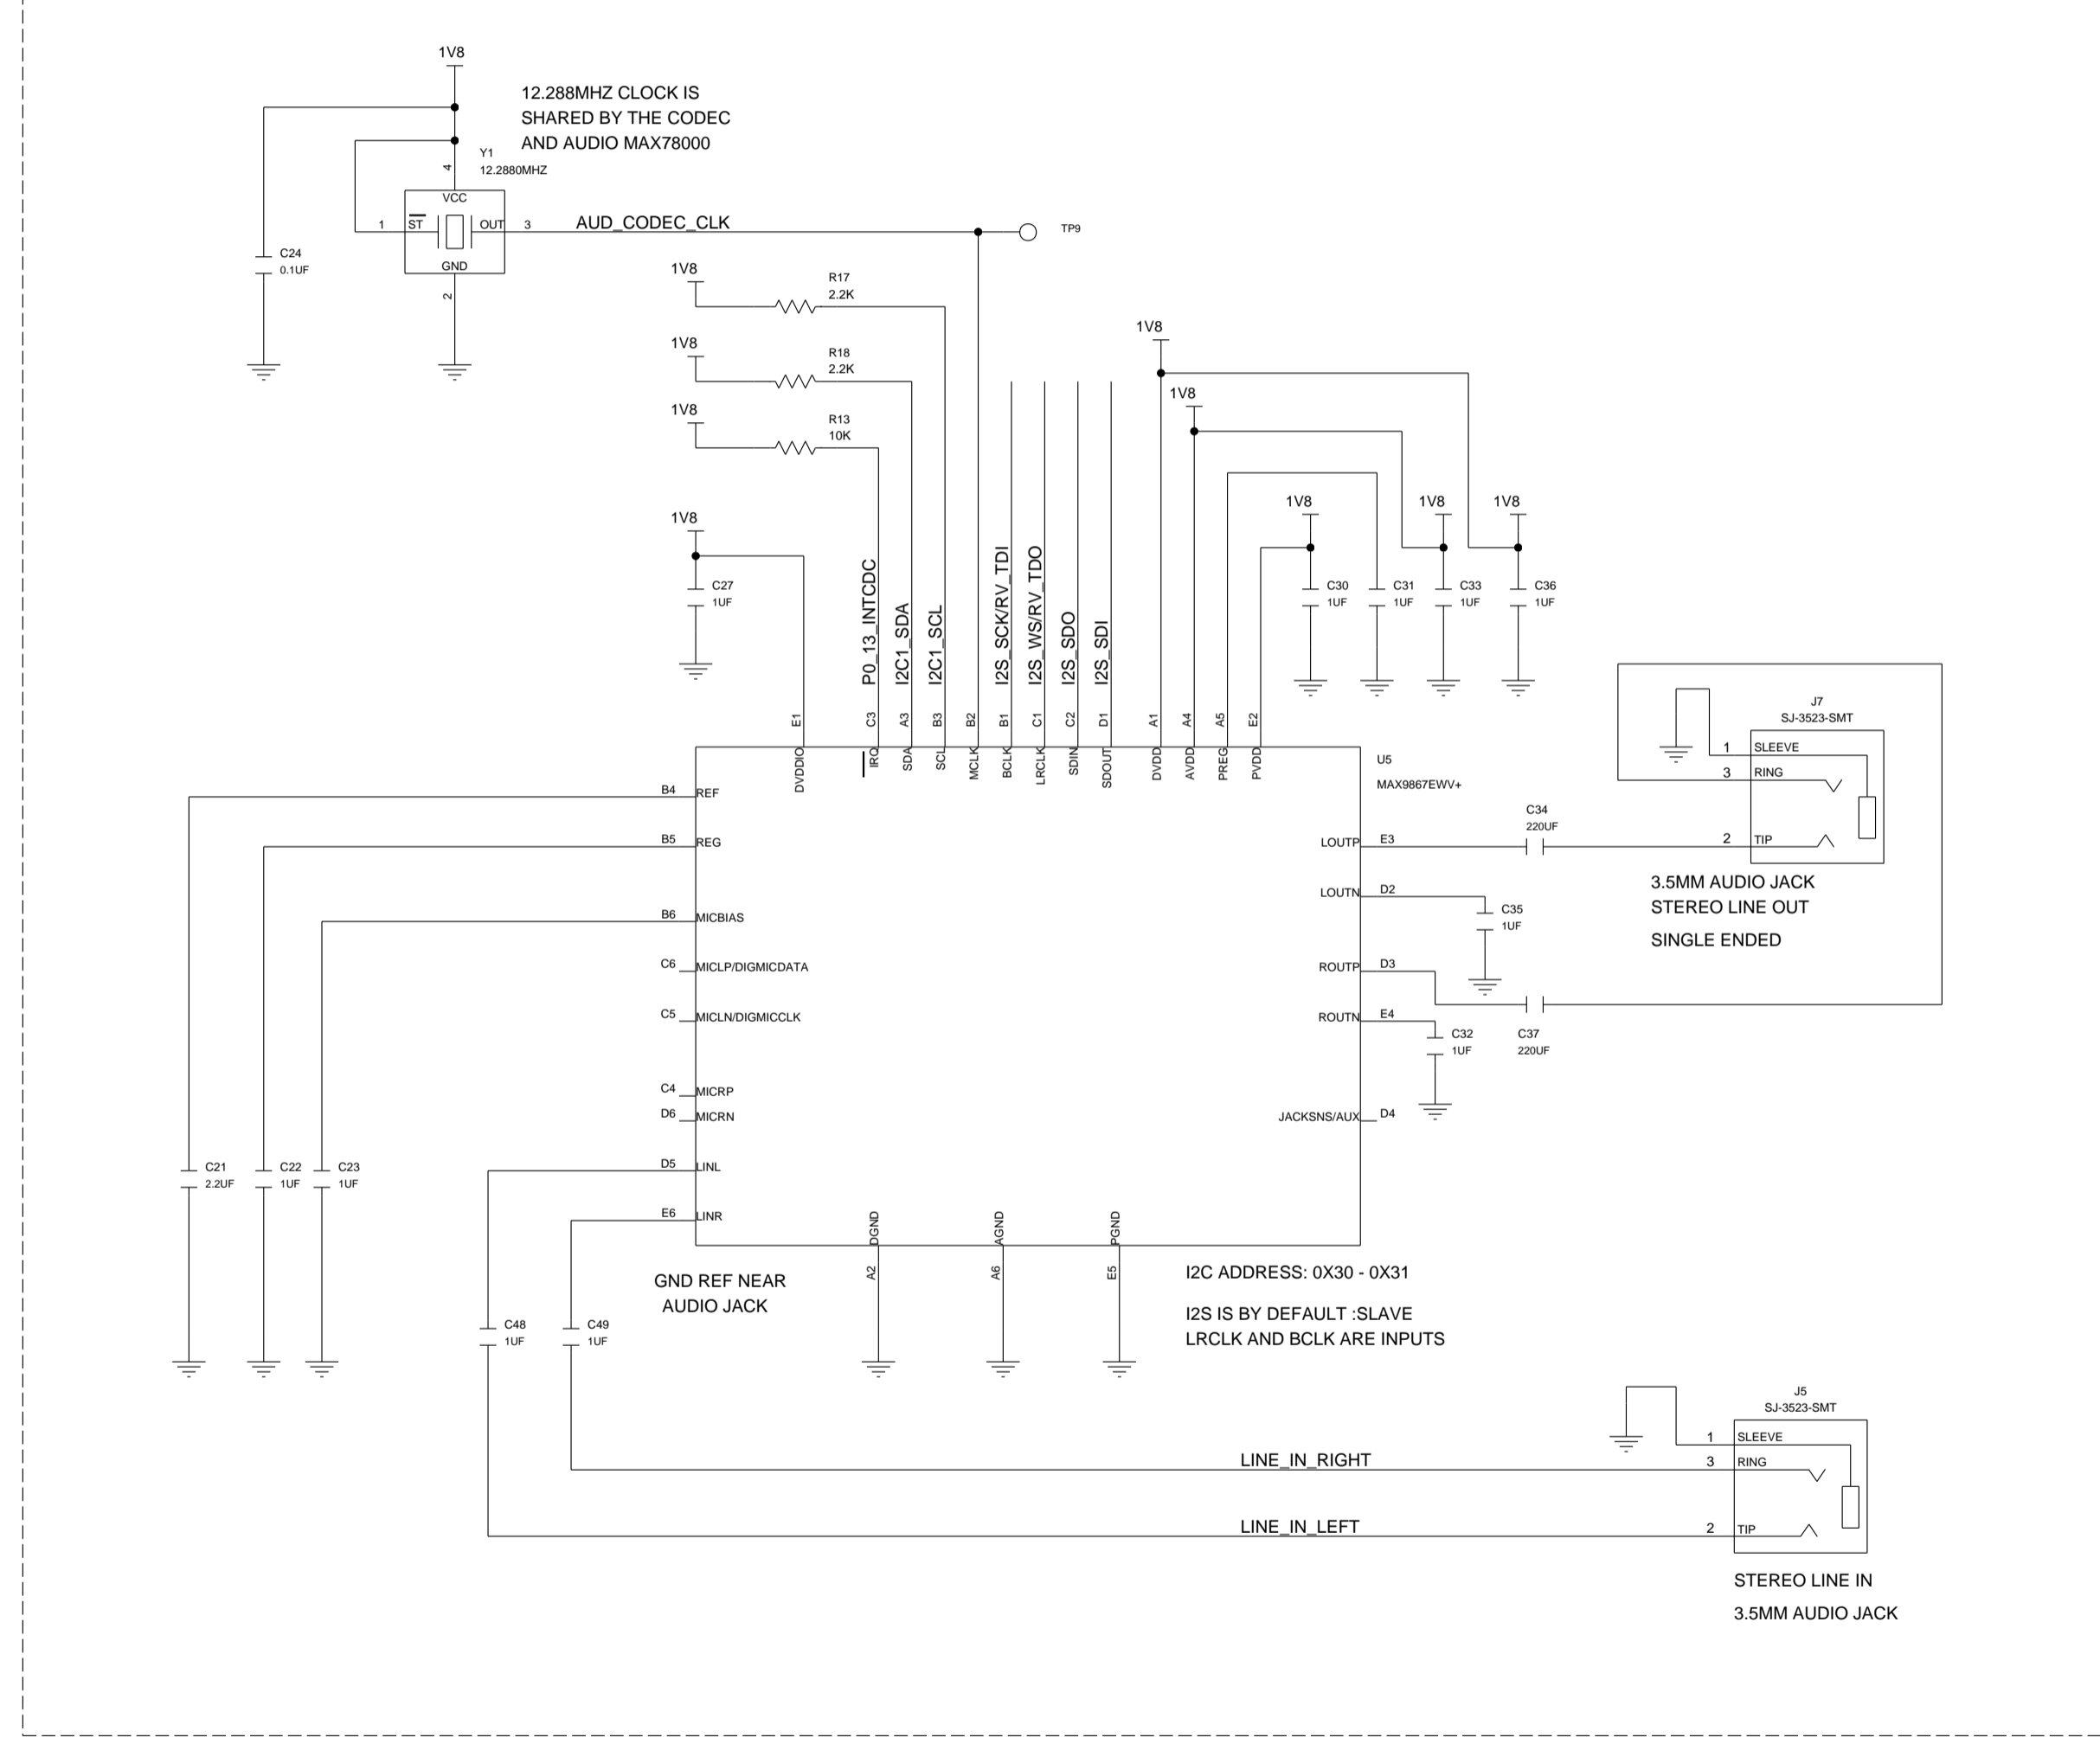 1V8
12.288MHZ CLOCK IS
SHARED BY THE CODEC
AND AUDIO MAX78000
Y1
12.2880MHZ
4
VCC
1
ST
OUT
3
AUD_CODEC_CLK
TP9
GND
2
C24
0.1UF
1V8
R17
2.2K
1V8
R18
2.2K
1V8
R13
10K
1V8
1V8
1V8
C27
1UF
1V8
1V8
1V8
C30
1UF
C31
1UF
C33
1UF
C36
1UF
P0_13_INTCDC
I2C1_SDA
I2C1_SCL
I2S_SCK/RV_TDI
I2S_WS/RV_TDO
I2S_SDO
I2S_SDI
E1
C3
A3
B3
B2
B1
C1
C2
D1
A1
A4
A5
E2
DVDDIO
IRQ
SDA
SCL
MCLK
BCLK
LRCLK
SDIN
SDOUT
DVDD
AVDD
PREG
PVDD
U5
MAX9867EWV+
J7
SJ-3523-SMT
1
SLEEVE
3
RING
2
TIP
3.5MM AUDIO JACK
STEREO LINE OUT
SINGLE ENDED
B4
REF
B5
REG
B6
MICBIAS
C6
MICLP/DIGMICDATA
C5
MICLN/DIGMICCLK
C4
MICRP
D6
MICRN
D5
LINL
E6
LINR
LOUTP
E3
C34
220UF
LOUTN
D2
C35
1UF
ROUTP
D3
ROUTN
E4
C32
1UF
C37
220UF
JACKSNS/AUX
D4
C21
2.2UF
C22
1UF
C23
1UF
DGND
AGND
PGND
A2
A6
E5
GND REF NEAR
AUDIO JACK
I2C ADDRESS: 0X30 - 0X31
I2S IS BY DEFAULT :SLAVE
LRCLK AND BCLK ARE INPUTS
C48
1UF
C49
1UF
LINE_IN_RIGHT
LINE_IN_LEFT
J5
SJ-3523-SMT
1
SLEEVE
3
RING
2
TIP
STEREO LINE IN
3.5MM AUDIO JACK